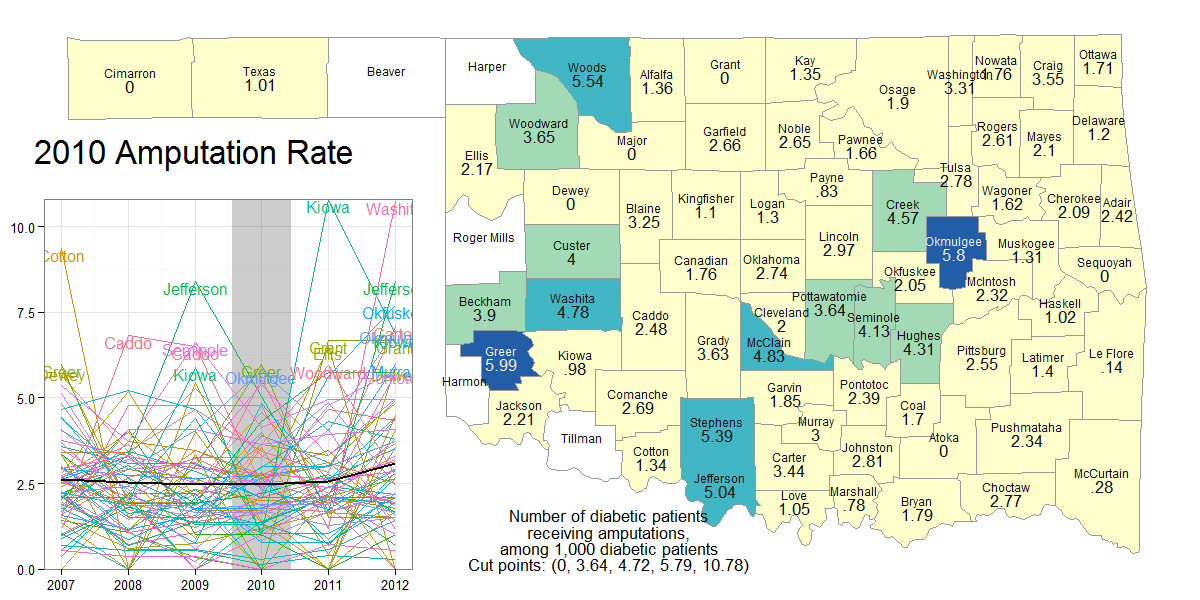 Cimarron
0
Texas
1.01
Beaver
Harper
Woods
5.54
Alfalfa
1.36
Grant
0
Kay
1.35
Osage
1.9
Washington
3.31
Nowata
1.76
Craig
3.55
Ottawa
1.71
Woodward
3.65
Ellis
2.17
Major
0
Garfield
2.66
Noble
2.65
Pawnee
1.66
Rogers
2.61
Mayes
2.1
Delaware
1.2
2010 Amputation Rate
Tulsa
2.78
Dewey
0
Blaine
3.25
Kingfisher
1.1
Logan
1.3
Payne
.83
Creek
4.57
Wagoner
1.62
Cherokee
2.09
Adair
2.42
Roger Mills
Custer
4
Canadian
1.76
Oklahoma
2.74
Lincoln
2.97
Okmulgee
5.8
Muskogee
1.31
Sequoyah
0
Okfuskee
2.05
McIntosh
2.32
Beckham
3.9
Washita
4.78
Caddo
2.48
Grady
3.63
Cleveland
2
McClain
4.83
Pottawatomie
3.64
Seminole
4.13
Hughes
4.31
Haskell
1.02
Pittsburg
2.55
Latimer
1.4
Le Flore
.14
Greer
5.99
Harmon
Kiowa
.98
Jackson
2.21
Comanche
2.69
Tillman
Cotton
1.34
Stephens
5.39
Jefferson
5.04
Garvin
1.85
Murray
3
Carter
3.44
Love
1.05
Pontotoc
2.39
Johnston
2.81
Marshall
.78
Coal
1.7
Atoka
0
Bryan
1.79
Pushmataha
2.34
Choctaw
2.77
McCurtain
.28
10.0
7.5
5.0
2.5
0.0
Kiowa
Washit
Cotton
Jefferson
Jeffers
Okfusk
Caddo
Seminole
Caddo
Kiowa
Greer
Dewey
Greer
Okmulgee
Grant
Ellis
Woodward
Grant
2007
2008
2009
2010
2011
2012
Number of diabetic patients
receiving amputations,
among 1,000 diabetic patients
Cut points: (0, 3.64, 4.72, 5.79, 10.78)